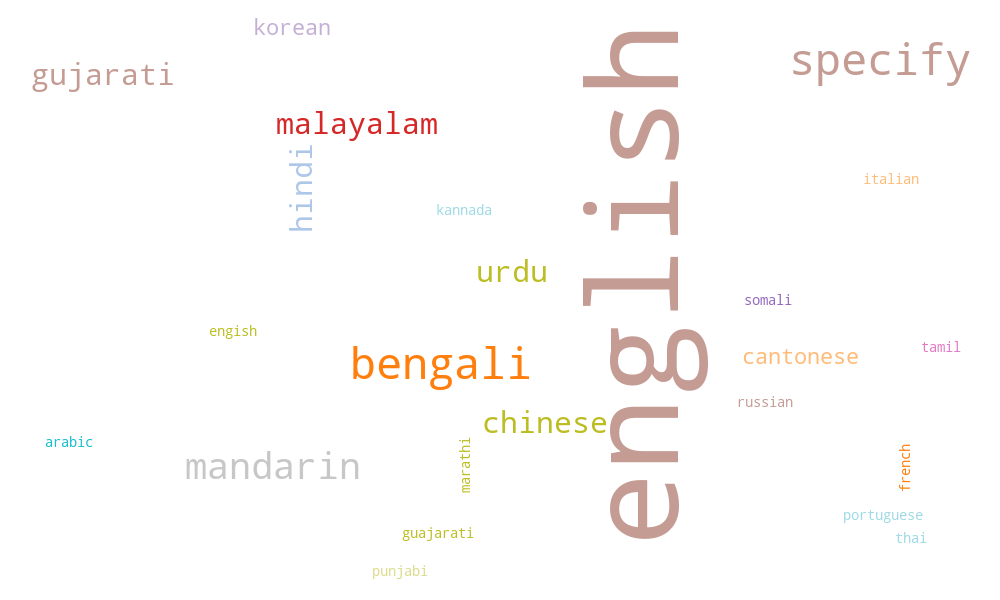 korean
specify
gujarati
malayalam
hindi
english
italian
kannada
urdu
somali
engish
tamil
cantonese
bengali
russian
chinese
arabic
mandarin
marathi
french
portuguese
guajarati
thai
punjabi